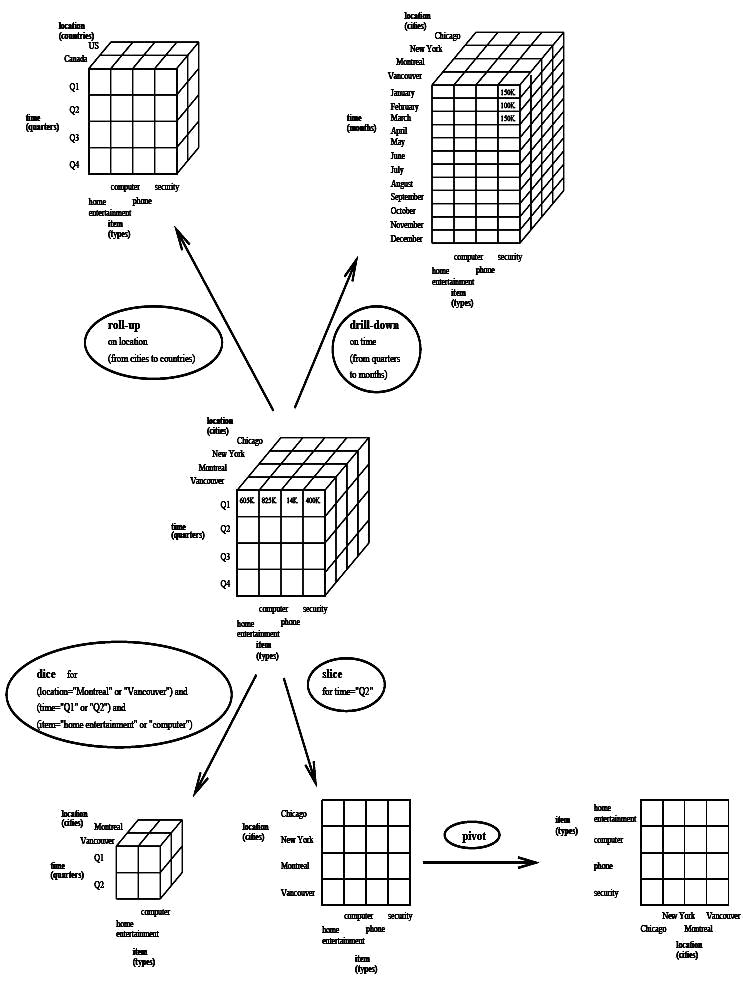 location
(countries)
US
Canada
Q1
Q2
Q3
Q4
time
(quarters)
computer security
home phone
entertainment
item
(types)
location
(cities)
Chicago
New York
Montreal
Vancouver
January 150K
February 100K
March 150K
April
May
June
July
August
September
October
November
December
time
(months)
computer security
home phone
entertainment
item
(types)
roll-up
on location
(from cities to countries)
drill-down
on time
(from quarters
to months)
location
(cities)
Chicago
New York
Montreal
Vancouver
Q1 605K 825K 14K 400K
Q2
Q3
Q4
time
(quarters)
computer security
home phone
entertainment
item
(types)
dice for
(location="Montreal" or "Vancouver") and
(time="Q1" or "Q2") and
(item="home entertainment" or "computer")
slice
for time="Q2"
location
(cities)
Montreal
Vancouver
Q1
Q2
time
(quarters)
computer
home
entertainment
item
(types)
location
(cities)
Chicago
New York
Montreal
Vancouver
computer security
home phone
entertainment
item
(types)
pivot
item
(types)
home
entertainment
computer
phone
security
New York Vancouver
Chicago Montreal
location
(cities)